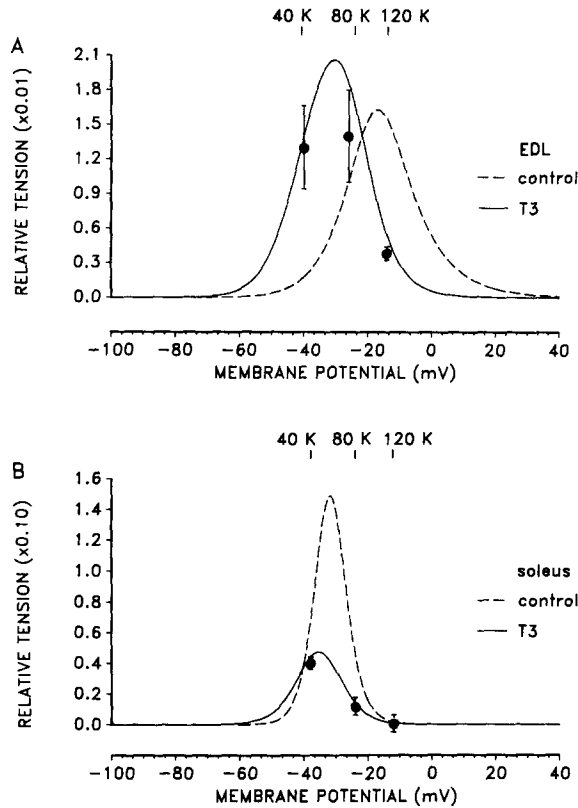 40 K 80 K 120 K
A
2.1
1.8
1.5
1.2
0.9
0.6
0.3
0.0
RELATIVE TENSION (x0.01)
EDL
control
T3
−100 −80 −60 −40 −20 0 20 40
MEMBRANE POTENTIAL (mV)
40 K 80 K 120 K
B
1.6
1.4
1.2
1.0
0.8
0.6
0.4
0.2
0.0
RELATIVE TENSION (x0.10)
soleus
control
T3
−100 −80 −60 −40 −20 0 20 40
MEMBRANE POTENTIAL (mV)